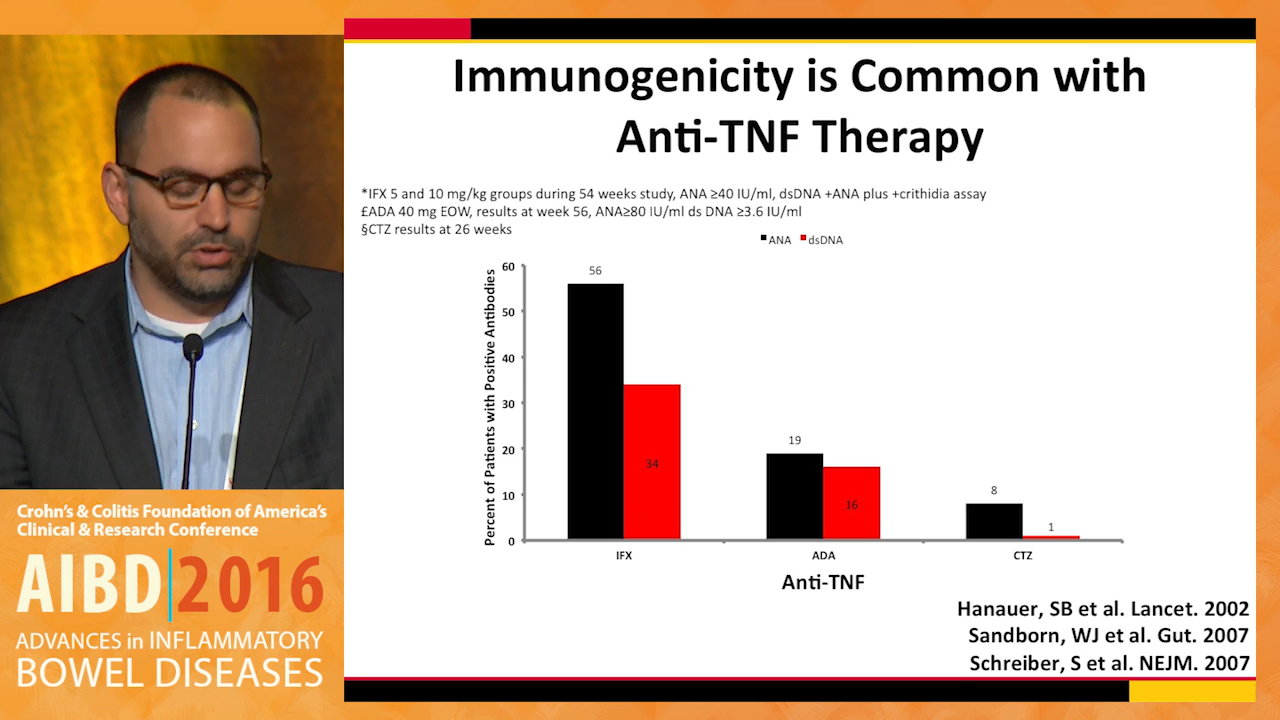 Immunogenicity is Common with
Anti-TNF Therapy
*IFX 5 and 10 mg/kg groups during 54 weeks study, ANA ≥40 IU/ml, dsDNA +ANA plus +crithidia assay
£ADA 40 mg EOW, results at week 56, ANA≥80 IU/ml ds DNA ≥3.6 IU/ml
§CTZ results at 26 weeks
ANA dsDNA
Percent of Patients with Positive Antibodies
60
50
40
30
20
10
0
56
34
19
16
8
1
IFX ADA CTZ
Anti-TNF
Hanauer, SB et al. Lancet. 2002
Sandborn, WJ et al. Gut. 2007
Schreiber, S et al. NEJM. 2007
Crohn's & Colitis Foundation of America's
Clinical & Research Conference
AIBD 2016
ADVANCES in INFLAMMATORY
BOWEL DISEASES